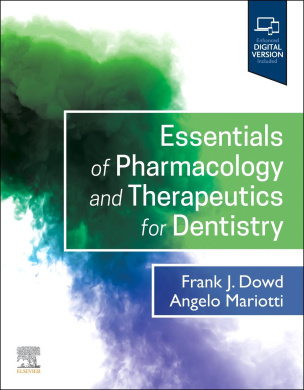 Enhanced
DIGITAL
VERSION
Included
Essentials
of Pharmacology
and Therapeutics
for Dentistry
Frank J. Dowd
Angelo Mariotti
ELSEVIER